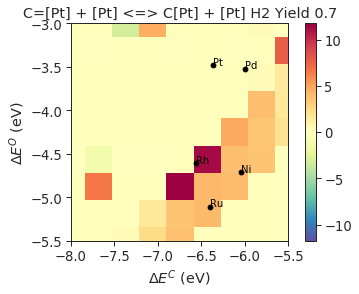 C=[Pt] + [Pt] <=> C[Pt] + [Pt] H2 Yield 0.7
−3.0
−3.5
−4.0
−4.5
−5.0
−5.5
ΔE^O (eV)
Pt
Pd
Rh
Ni
Ru
−8.0 −7.5 −7.0 −6.5 −6.0 −5.5
ΔE^C (eV)
10
5
0
−5
−10